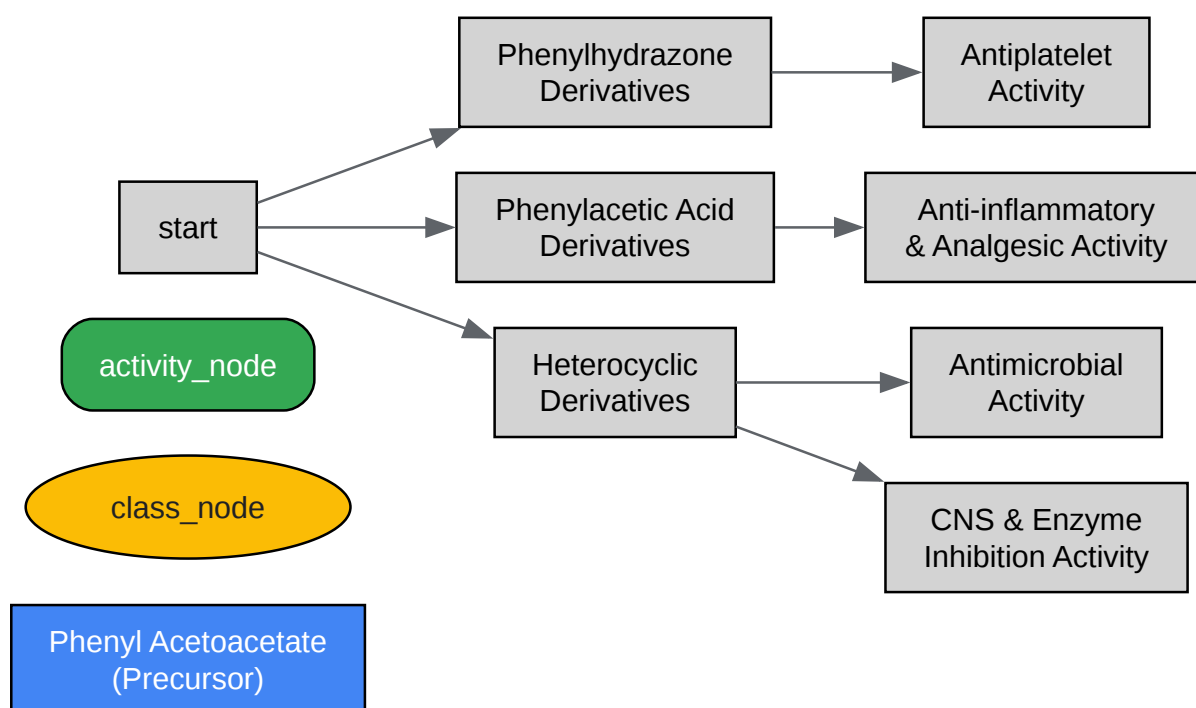 Phenylhydrazone
Derivatives
Antiplatelet
Activity
start
Phenylacetic Acid
Derivatives
Anti-inflammatory
& Analgesic Activity
activity_node
Heterocyclic
Derivatives
Antimicrobial
Activity
class_node
CNS & Enzyme
Inhibition Activity
Phenyl Acetoacetate
(Precursor)